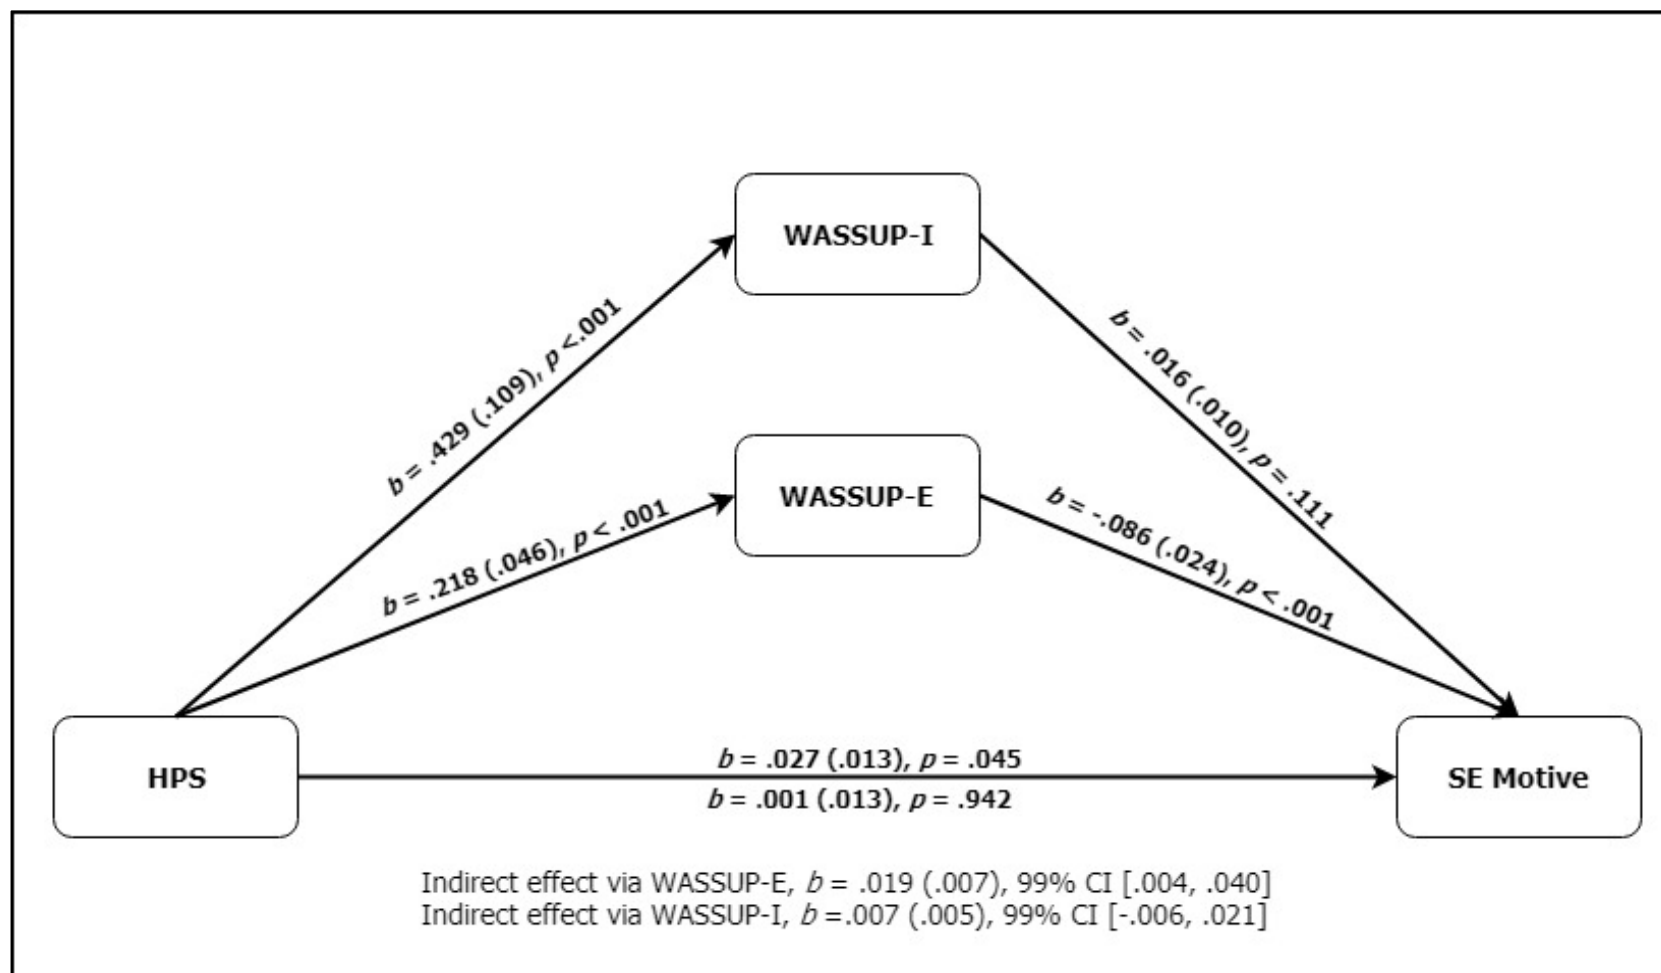 WASSUP-I
b = .429 (.109), p <.001
b = .016 (.010), p = .111
WASSUP-E
b = .218 (.046), p < .001
b = -.086 (.024), p < .001
HPS
b = .027 (.013), p = .045
b = .001 (.013), p = .942
SE Motive
Indirect effect via WASSUP-E, b = .019 (.007), 99% CI [.004, .040]
Indirect effect via WASSUP-I, b =.007 (.005), 99% CI [-.006, .021]